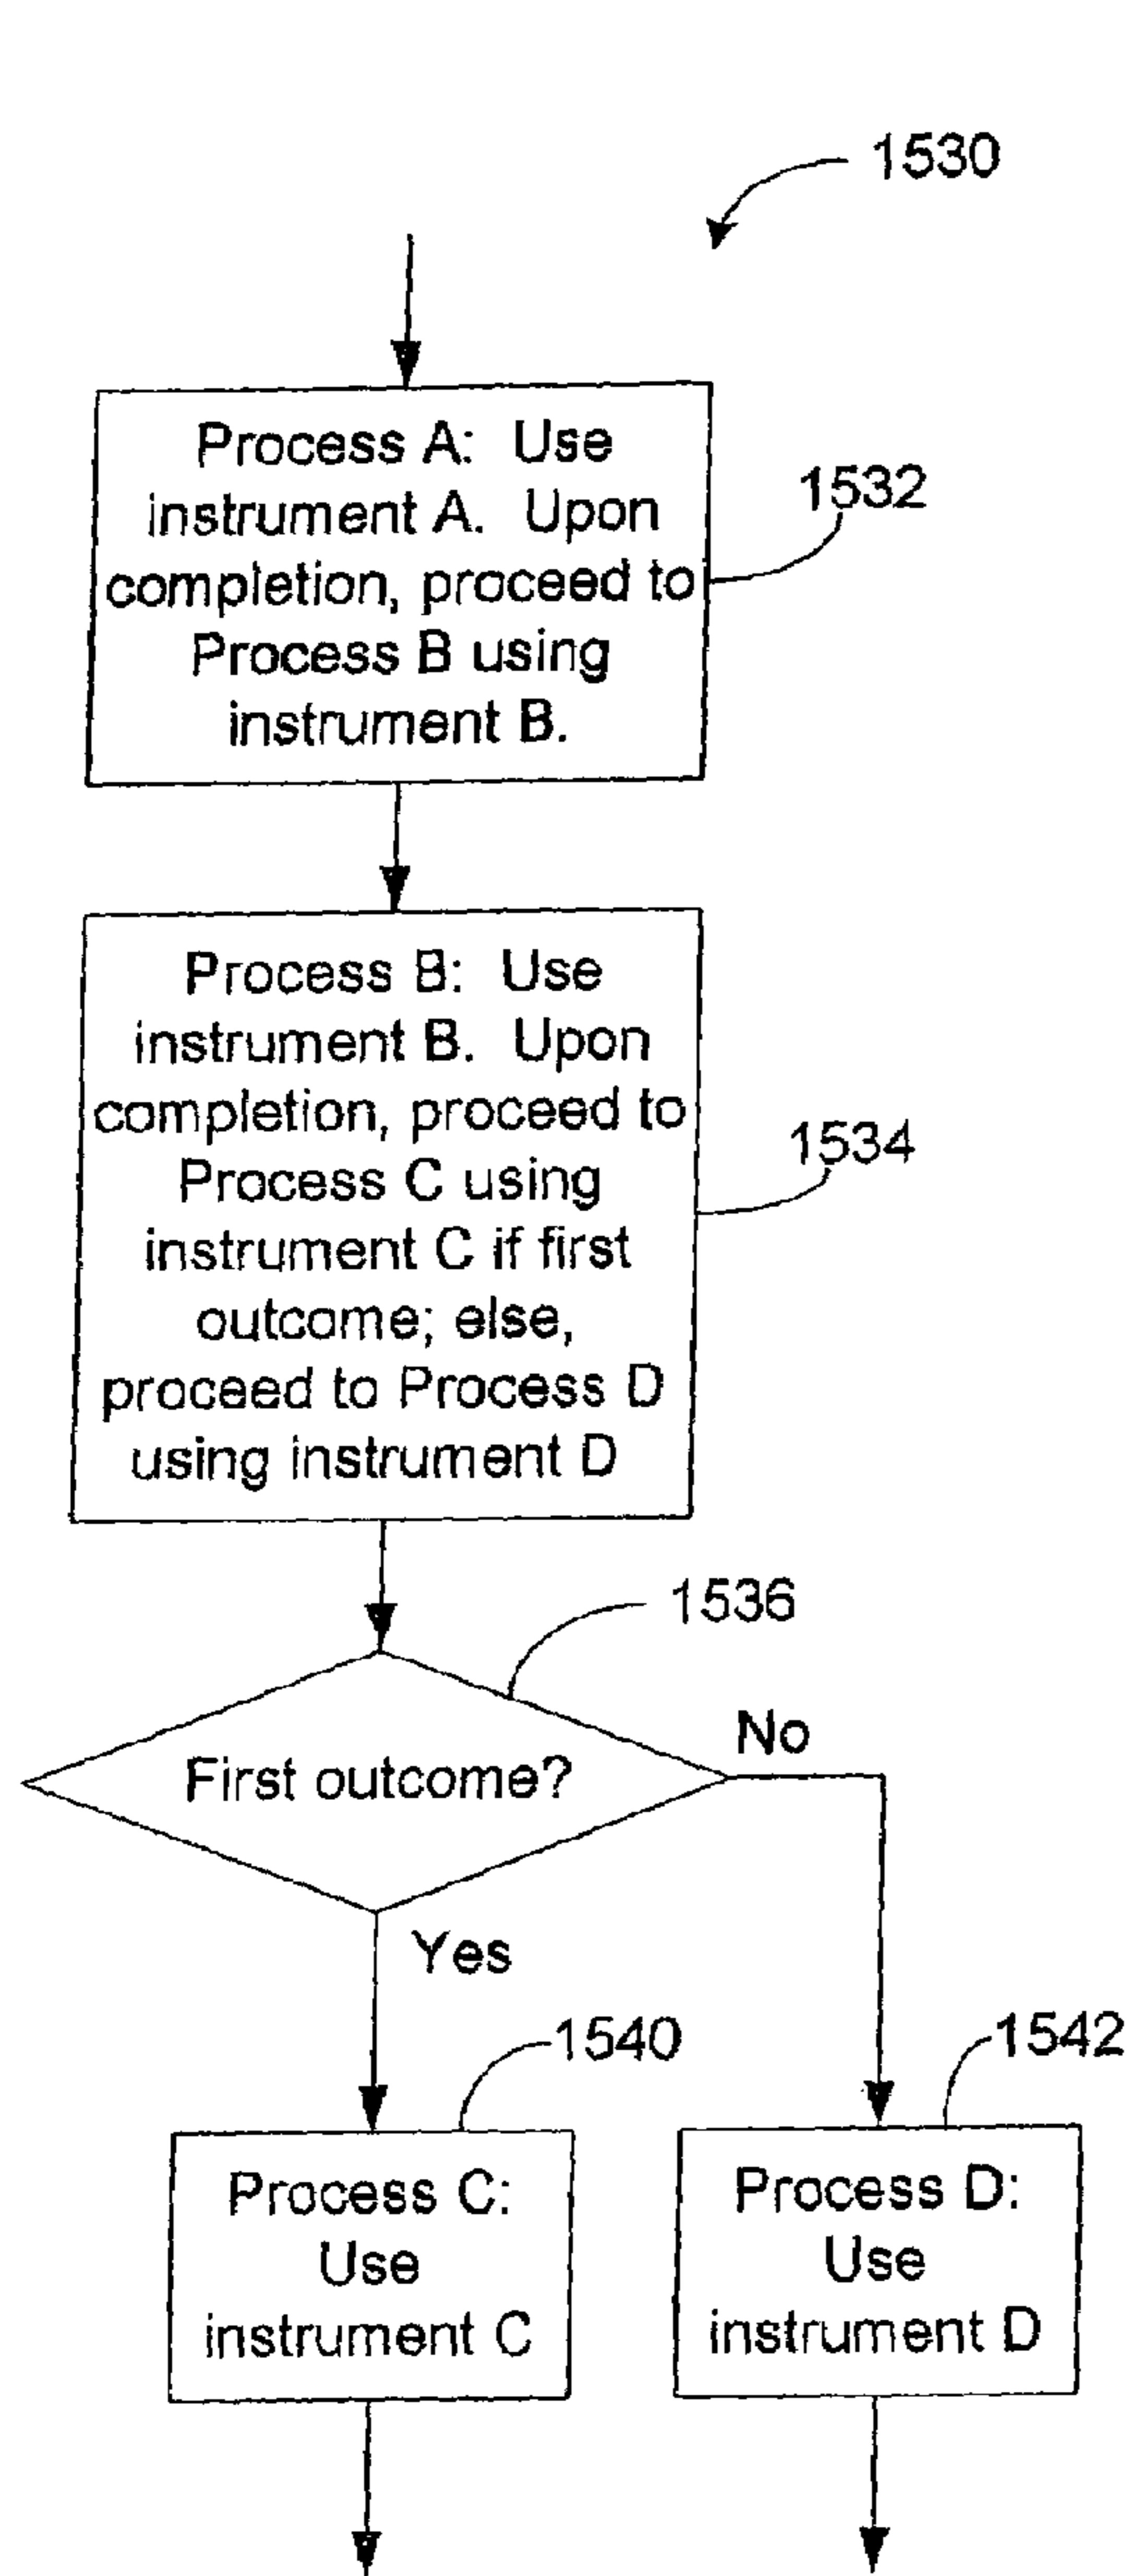 1530
Process A: Use
instrument A. Upon
completion, proceed to
Process B using
instrument B.
1532
Process B: Use
instrument B. Upon
completion, proceed to
Process C using
instrument C if first
outcome; else,
proceed to Process D
using instrument D
1534
1536
First outcome?
No
Yes
1540
1542
Process C:
Use
instrument C
Process D:
Use
instrument D